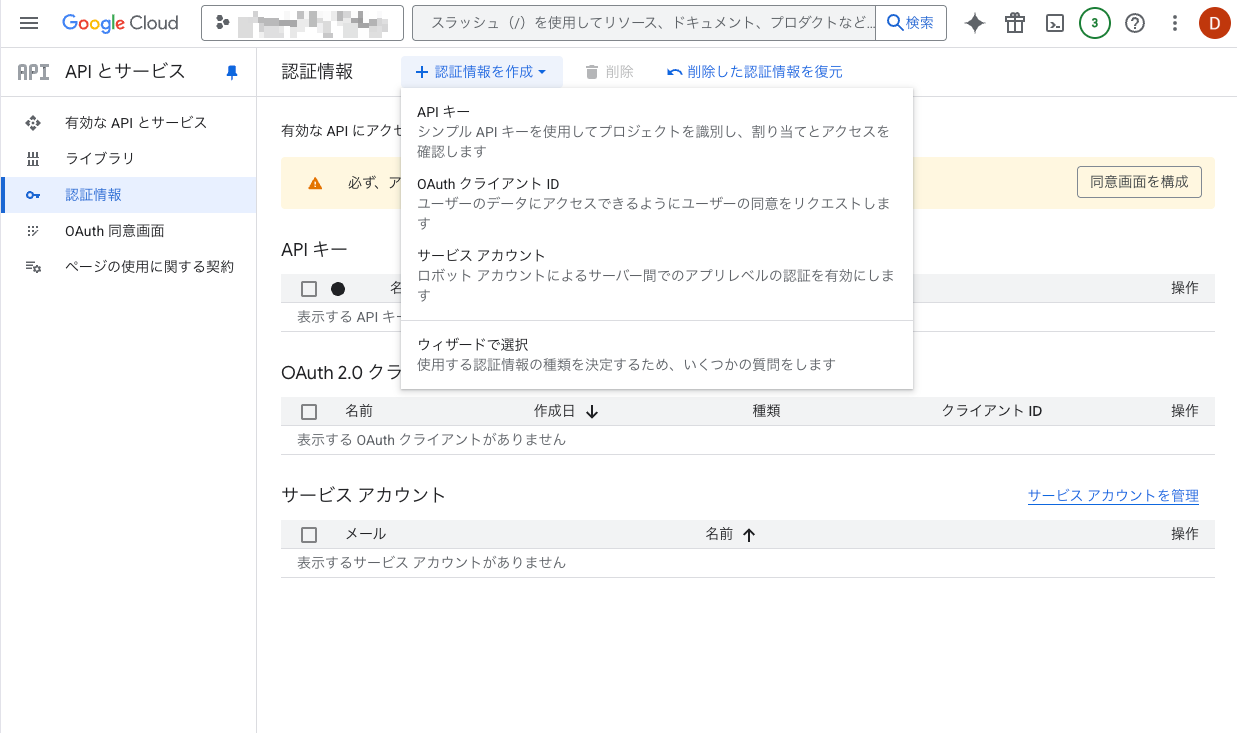 Google Cloud
スラッシュ（/）を使用してリソース、ドキュメント、プロダクトなど...
検索
3
D
API
API とサービス
認証情報
認証情報を作成
削除
削除した認証情報を復元
有効な API とサービス
ライブラリ
認証情報
OAuth 同意画面
ページの使用に関する契約
有効な API にアクセ
必ず、ア
同意画面を構成
API キー
シンプル API キーを使用してプロジェクトを識別し、割り当てとアクセスを
確認します
OAuth クライアント ID
ユーザーのデータにアクセスできるようにユーザーの同意をリクエストしま
す
サービス アカウント
ロボット アカウントによるサーバー間でのアプリレベルの認証を有効にしま
す
ウィザードで選択
使用する認証情報の種類を決定するため、いくつかの質問をします
API キー
名
操作
表示する API キー
OAuth 2.0 クラ
名前 作成日 種類 クライアント ID 操作
表示する OAuth クライアントがありません
サービス アカウント
サービス アカウントを管理
メール 名前 操作
表示するサービス アカウントがありません